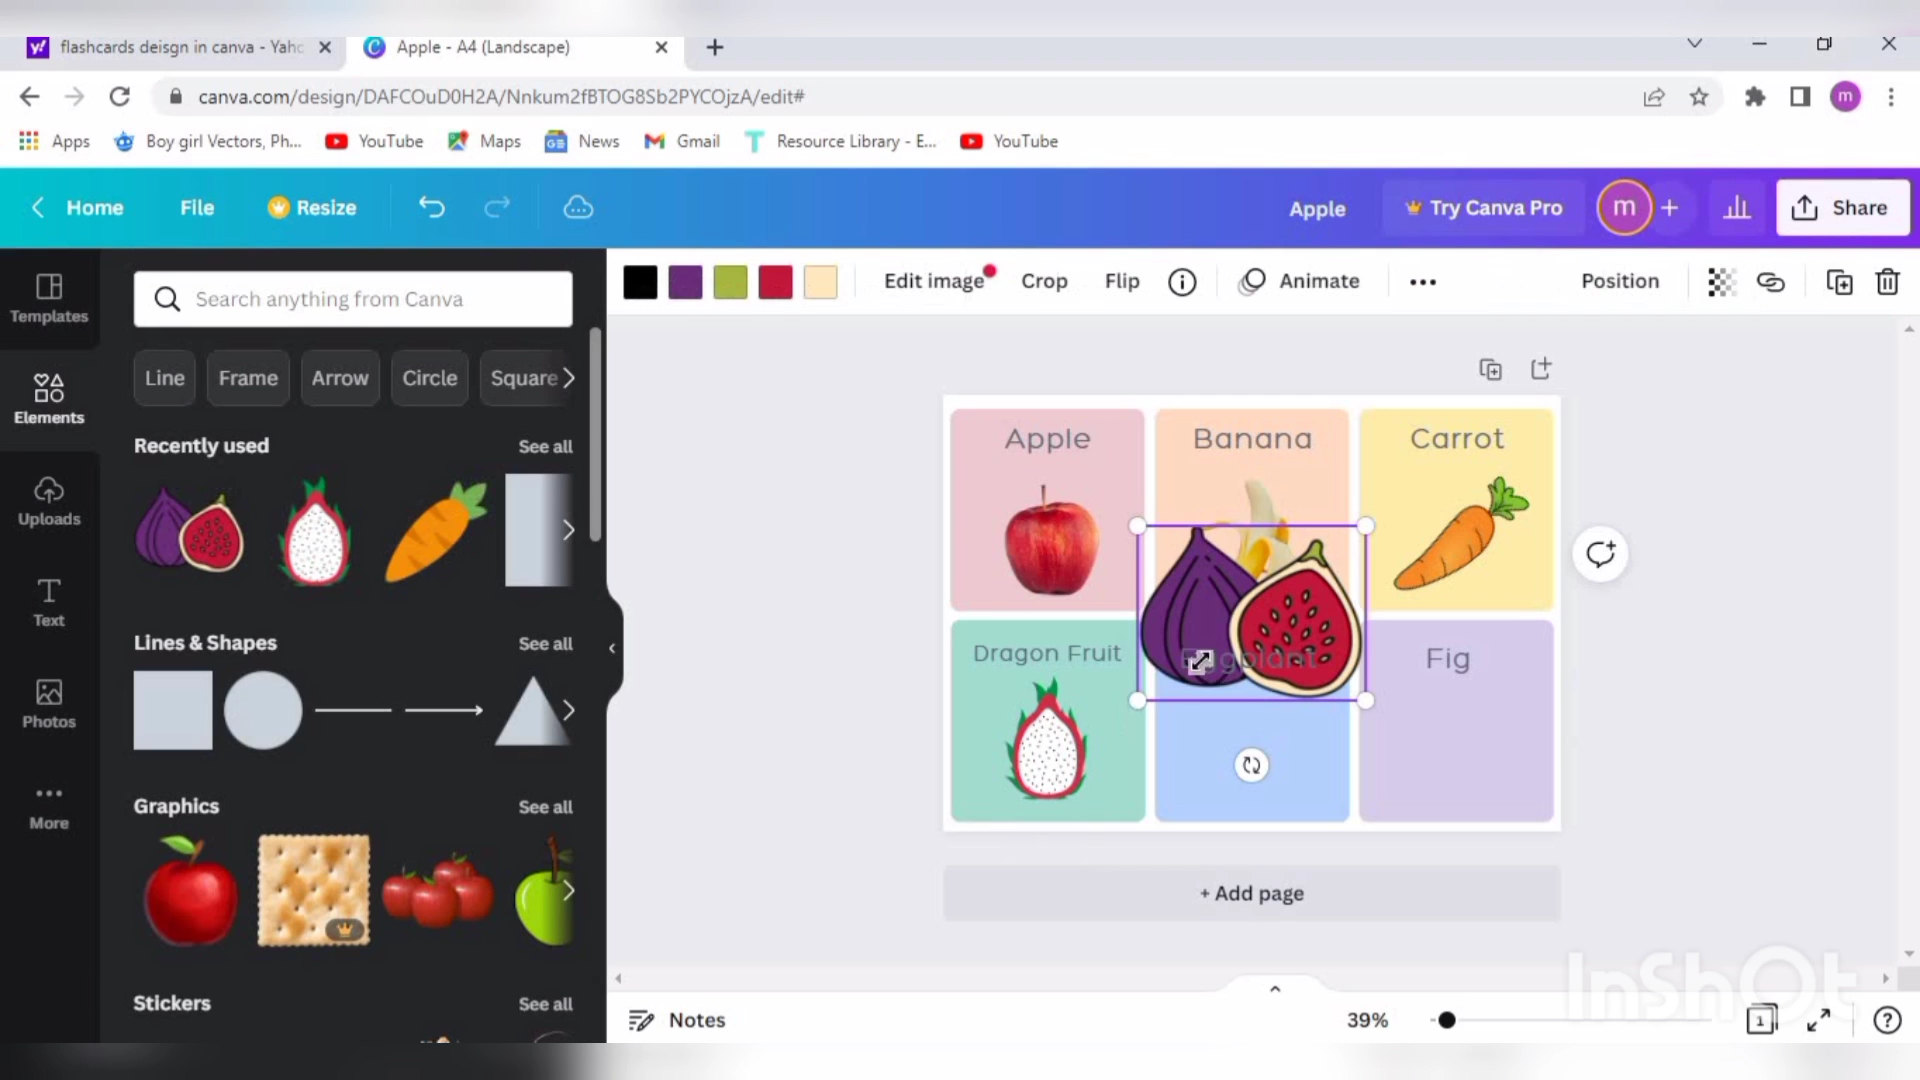 flashcards deisgn in canva - Yahc
Apple - A4 (Landscape)
canva.com/design/DAFCOuD0H2A/Nnkum2fBTOG8Sb2PYCOjzA/edit#
Apps
Boy girl Vectors, Ph...
YouTube
Maps
News
Gmail
Resource Library - E...
YouTube
m
Home
File
Resize
Apple
Try Canva Pro
m
Share
Templates
Elements
Uploads
Text
Photos
More
Search anything from Canva
Line
Frame
Arrow
Circle
Square
Recently used
See all
Lines & Shapes
See all
Graphics
See all
Stickers
See all
Edit image
Crop
Flip
Animate
Position
Apple
Banana
Carrot
Dragon Fruit
Eggplant
Fig
+ Add page
Notes
39%
1
InShOt